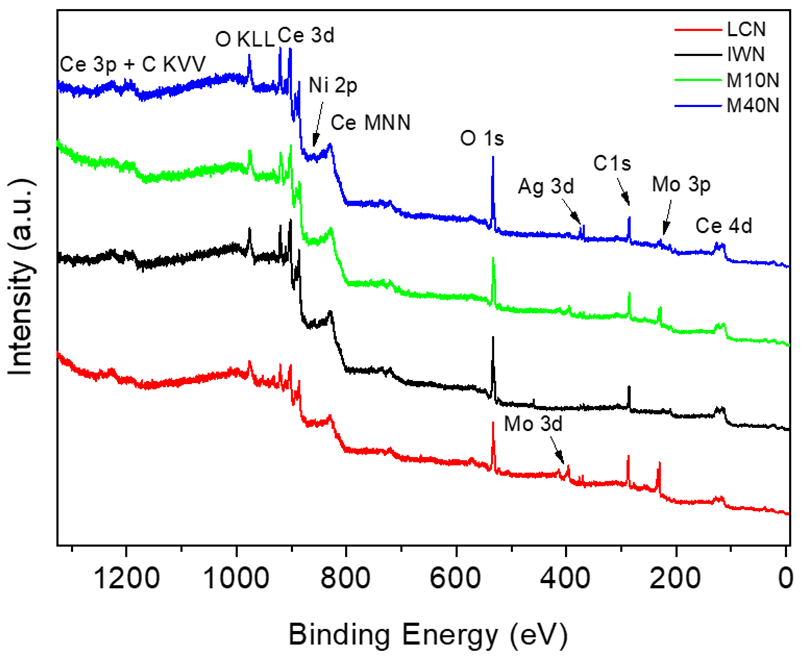 LCN
IWN
M10N
M40N
O KLL
Ce 3d
Ce 3p + C KVV
Ni 2p
Ce MNN
O 1s
Ag 3d
C1s
Mo 3p
Ce 4d
Mo 3d
Intensity (a.u.)
1200
1000
800
600
400
200
0
Binding Energy (eV)